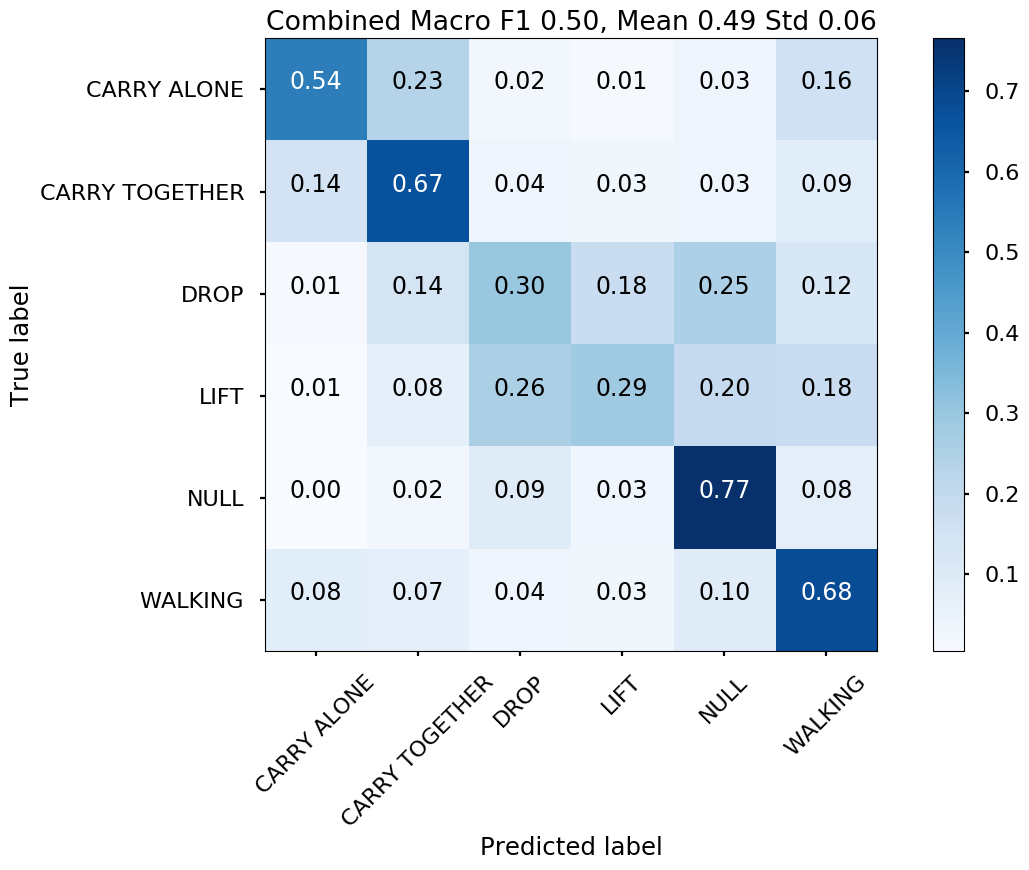 Combined Macro F1 0.50, Mean 0.49 Std 0.06
True label
CARRY ALONE 0.54 0.23 0.02 0.01 0.03 0.16
CARRY TOGETHER 0.14 0.67 0.04 0.03 0.03 0.09
DROP 0.01 0.14 0.30 0.18 0.25 0.12
LIFT 0.01 0.08 0.26 0.29 0.20 0.18
NULL 0.00 0.02 0.09 0.03 0.77 0.08
WALKING 0.08 0.07 0.04 0.03 0.10 0.68
CARRY ALONE
CARRY TOGETHER
DROP
LIFT
NULL
WALKING
Predicted label
0.7
0.6
0.5
0.4
0.3
0.2
0.1